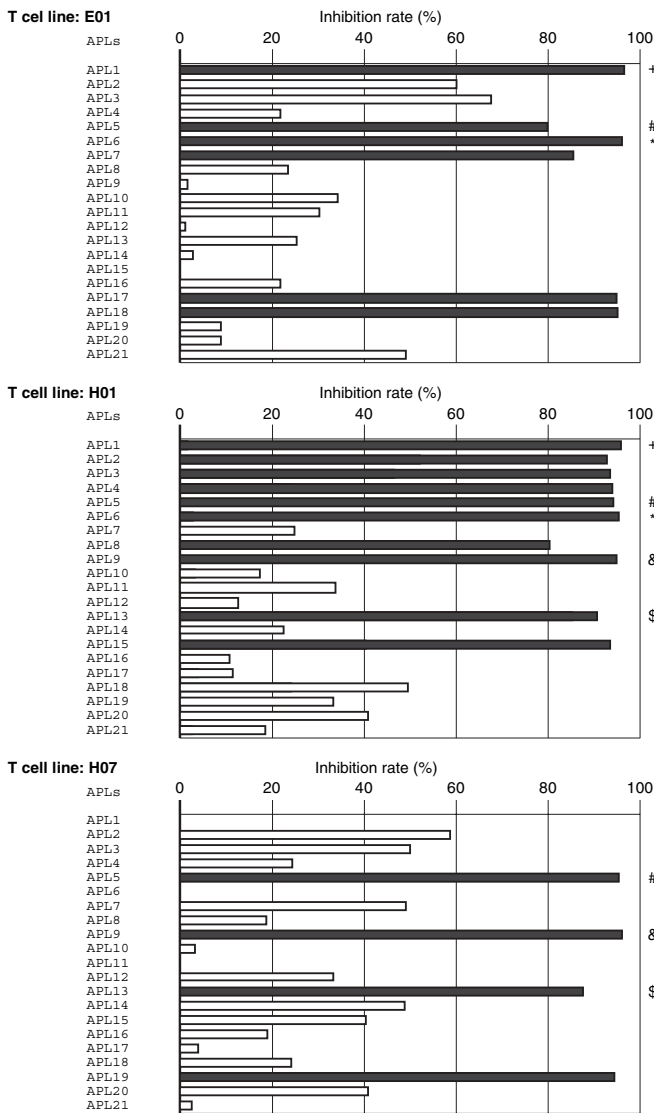 T cel line: E01 Inhibition rate (%)
APLs 0 20 40 60 80 100
APL1 +
APL2
APL3
APL4
APL5 #
APL6 *
APL7
APL8
APL9
APL10
APL11
APL12
APL13
APL14
APL15
APL16
APL17
APL18
APL19
APL20
APL21
T cell line: H01 Inhibition rate (%)
APLs 0 20 40 60 80 100
APL1 +
APL2
APL3
APL4
APL5 #
APL6 *
APL7
APL8
APL9 &
APL10
APL11
APL12
APL13 $
APL14
APL15
APL16
APL17
APL18
APL19
APL20
APL21
T cell line: H07 Inhibition rate (%)
APLs 0 20 40 60 80 100
APL1
APL2
APL3
APL4
APL5 #
APL6
APL7
APL8
APL9 &
APL10
APL11
APL12
APL13 $
APL14
APL15
APL16
APL17
APL18
APL19
APL20
APL21